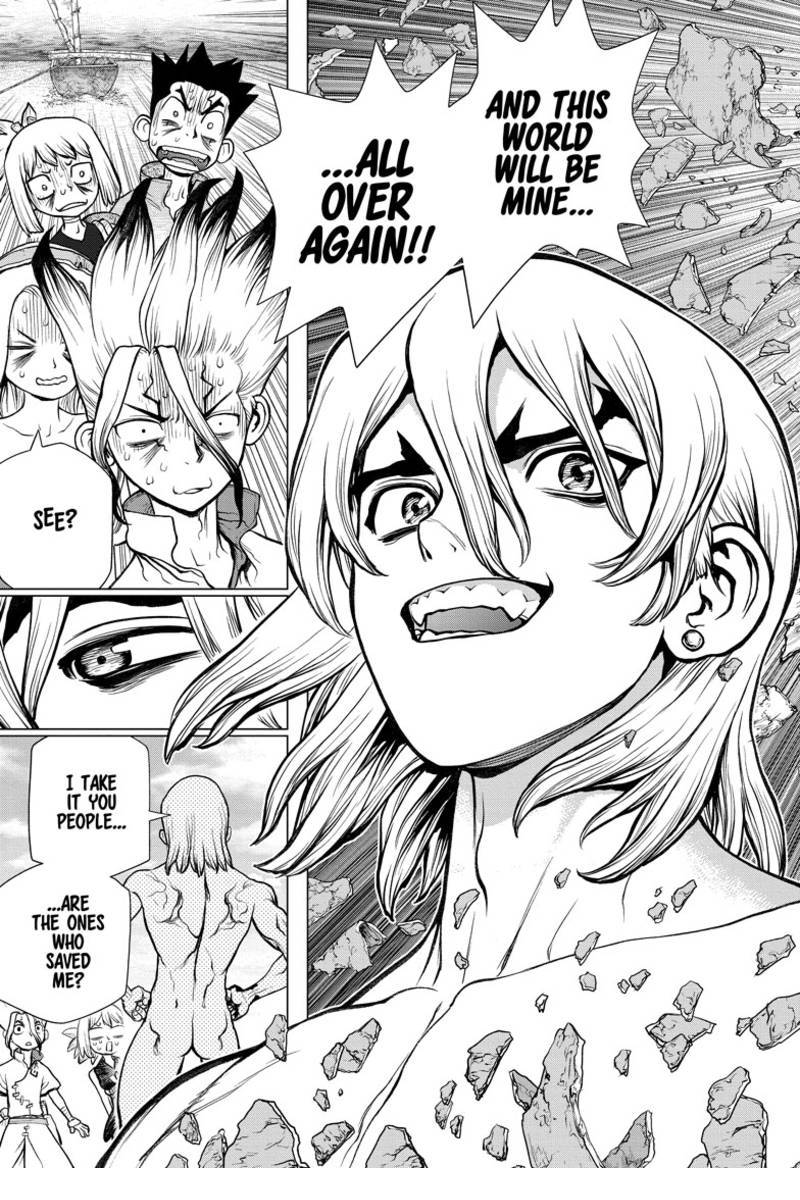 AND THIS
WORLD
WILL BE
MINE...
...ALL
OVER
AGAIN!!
SEE?
I TAKE
IT YOU
PEOPLE...
...ARE
THE ONES
WHO
SAVED
ME?